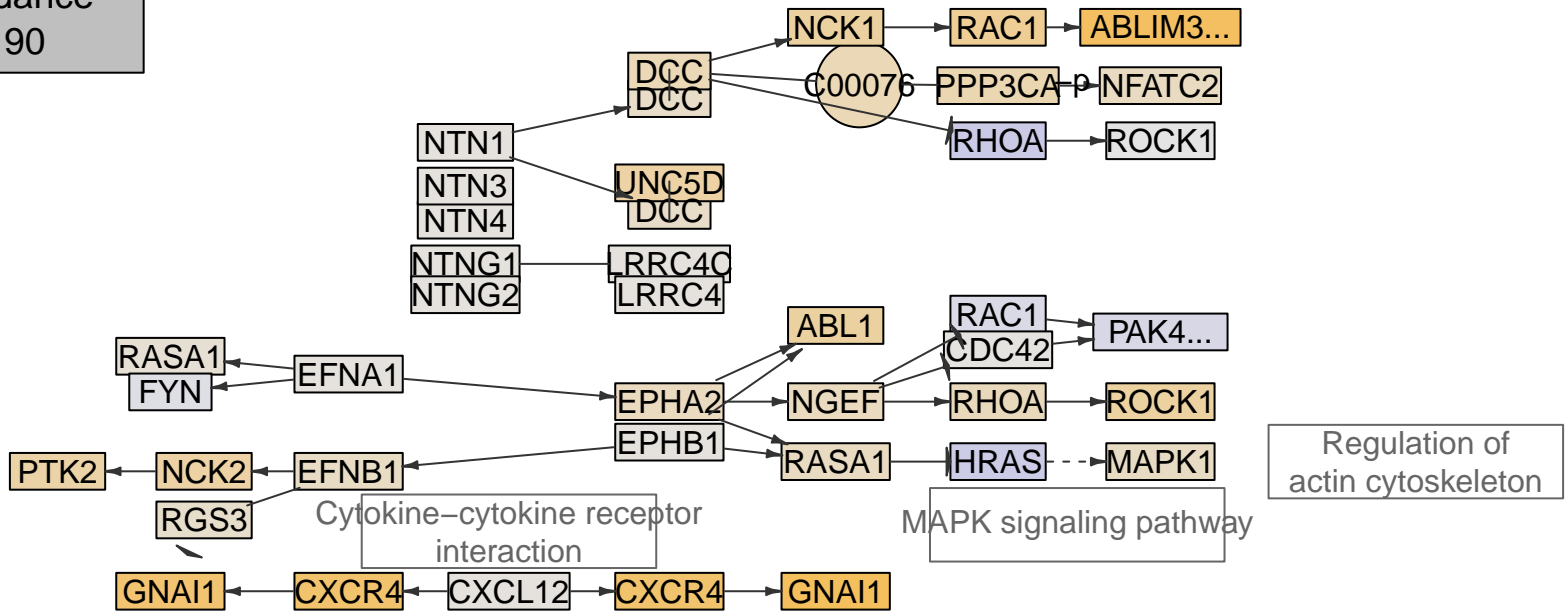 90
NCK1
RAC1
ABLIM3...
DCC
DCC
C00076
PPP3CA
-p
NFATC2
NTN1
RHOA
ROCK1
NTN3
NTN4
UNC5D
DCC
NTNG1
NTNG2
LRRC4C
LRRC4
ABL1
RAC1
CDC42
PAK4...
RASA1
FYN
EFNA1
EPHA2
EPHB1
NGEF
RHOA
ROCK1
PTK2
NCK2
EFNB1
RASA1
HRAS
MAPK1
Regulation of
actin cytoskeleton
RGS3
Cytokine−cytokine receptor
interaction
MAPK signaling pathway
GNAI1
CXCR4
CXCL12
CXCR4
GNAI1